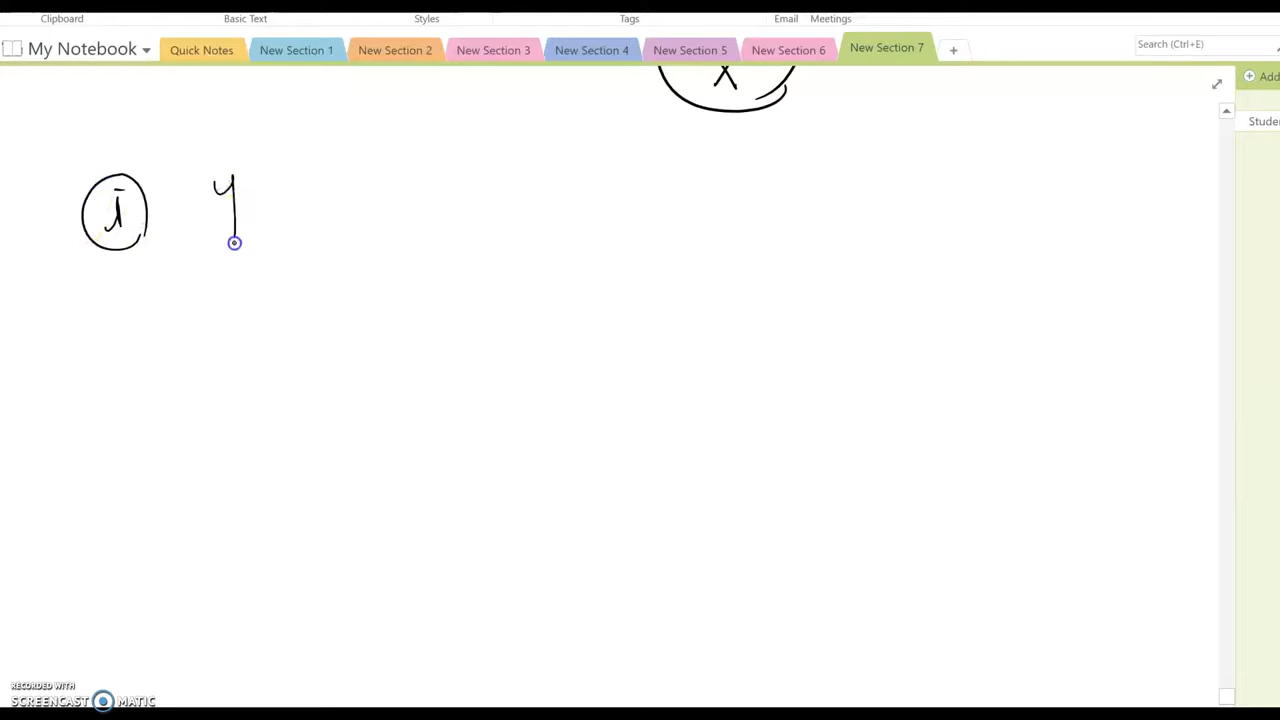 Clipboard Basic Text Styles Tags Email Meetings
My Notebook Quick Notes New Section 1 New Section 2 New Section 3 New Section 4 New Section 5 New Section 6 New Section 7 + Search (Ctrl+E)
Add
Studen
X
y
RECORDED WITH
SCREENCAST MATIC